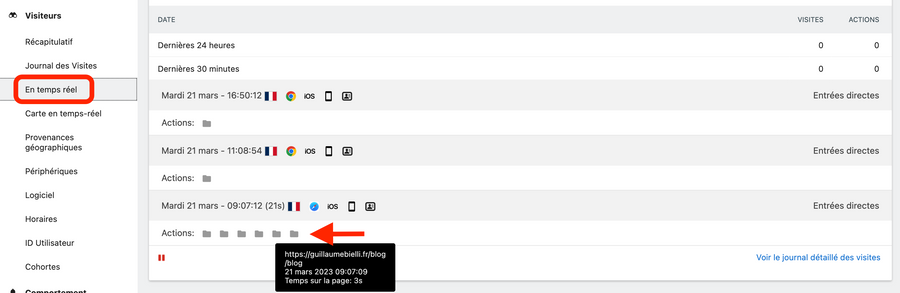 Visiteurs
Récapitulatif
Journal des Visites
En temps réel
Carte en temps-réel
Provenances
géographiques
Périphériques
Logiciel
Horaires
ID Utilisateur
Cohortes
Comportement
DATE VISITES ACTIONS
Dernières 24 heures 0 0
Dernières 30 minutes 0 0
Mardi 21 mars - 16:50:12 iOS Entrées directes
Actions:
Mardi 21 mars - 11:08:54 iOS Entrées directes
Actions:
Mardi 21 mars - 09:07:12 (21s) iOS Entrées directes
Actions:
https://guillaumebielli.fr/blog
/blog
21 mars 2023 09:07:09
Temps sur la page: 3s
Voir le journal détaillé des visites